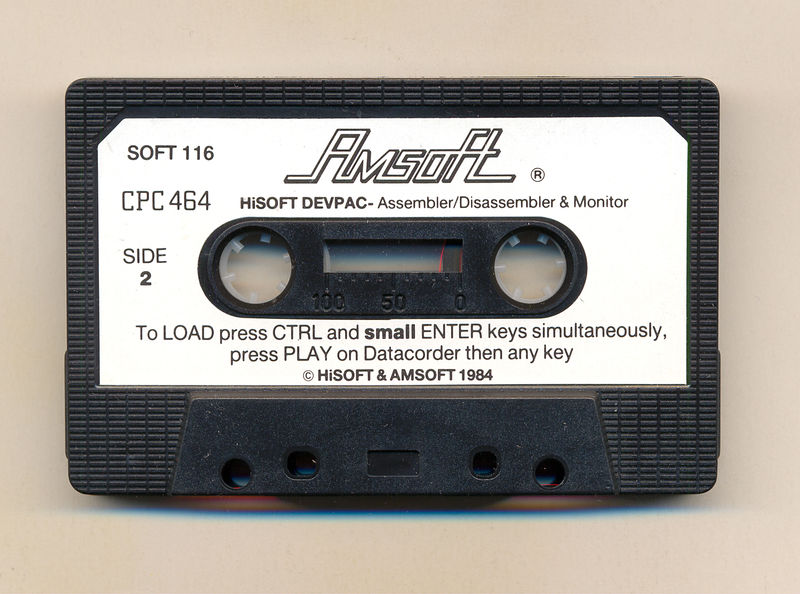 SOFT 116
Amsoft ®
CPC 464
HiSOFT DEVPAC- Assembler/Disassembler & Monitor
SIDE
2
100 50 0
To LOAD press CTRL and small ENTER keys simultaneously,
press PLAY on Datacorder then any key
© HiSOFT & AMSOFT 1984